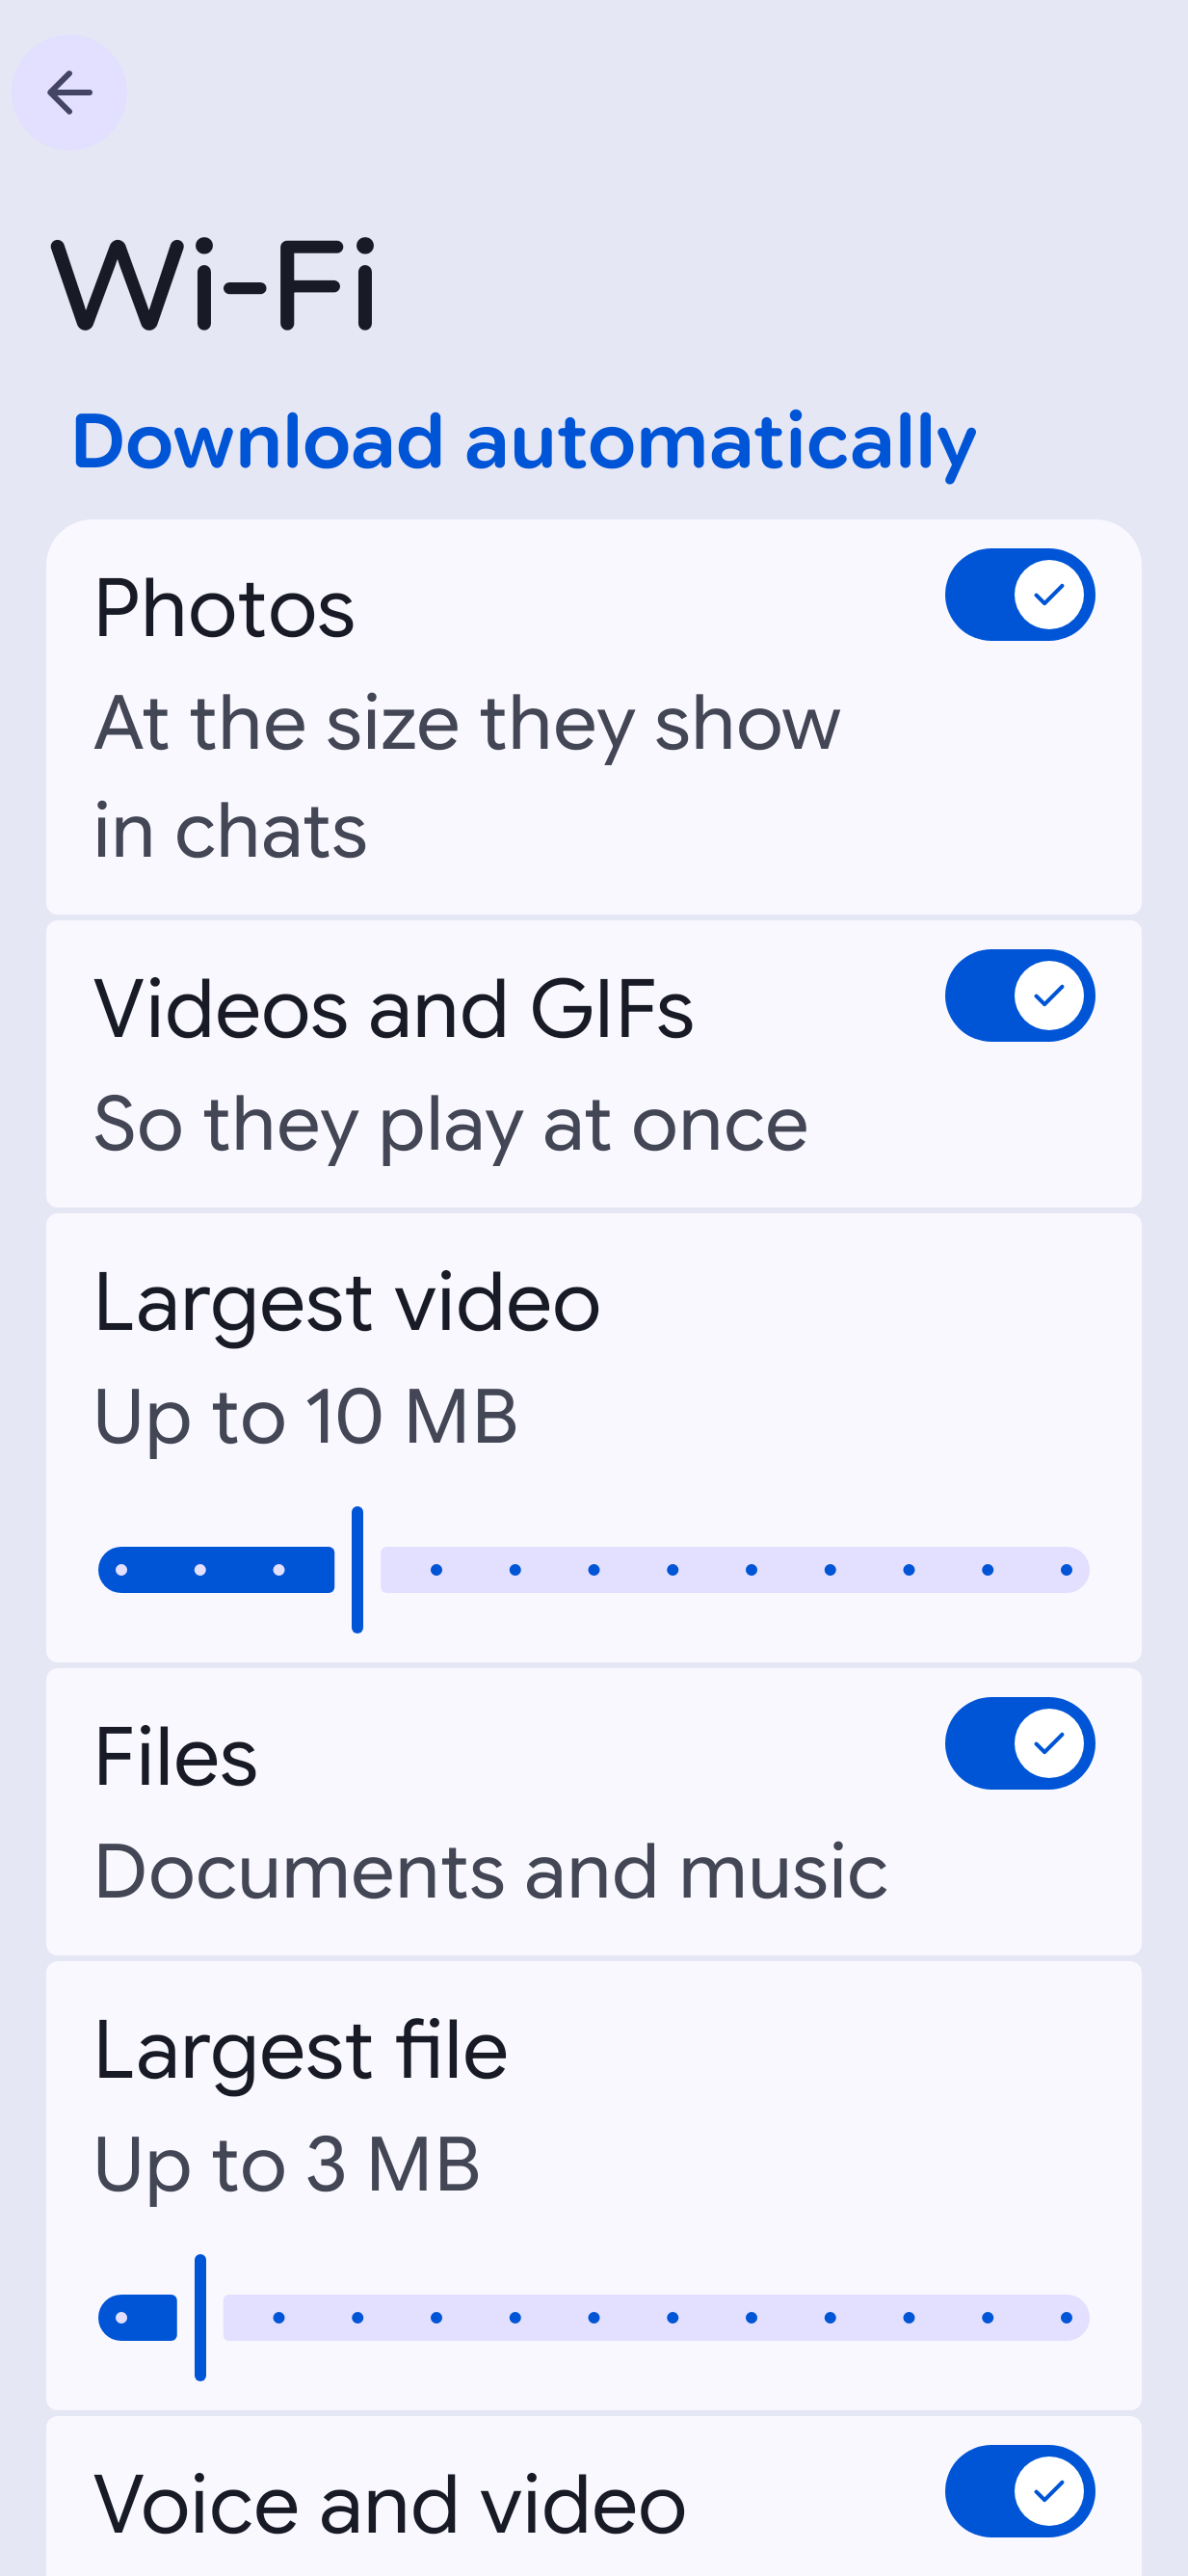 Wi-Fi
Download automatically
Photos
At the size they show
in chats
Videos and GIFs
So they play at once
Largest video
Up to 10 MB
Files
Documents and music
Largest file
Up to 3 MB
Voice and video